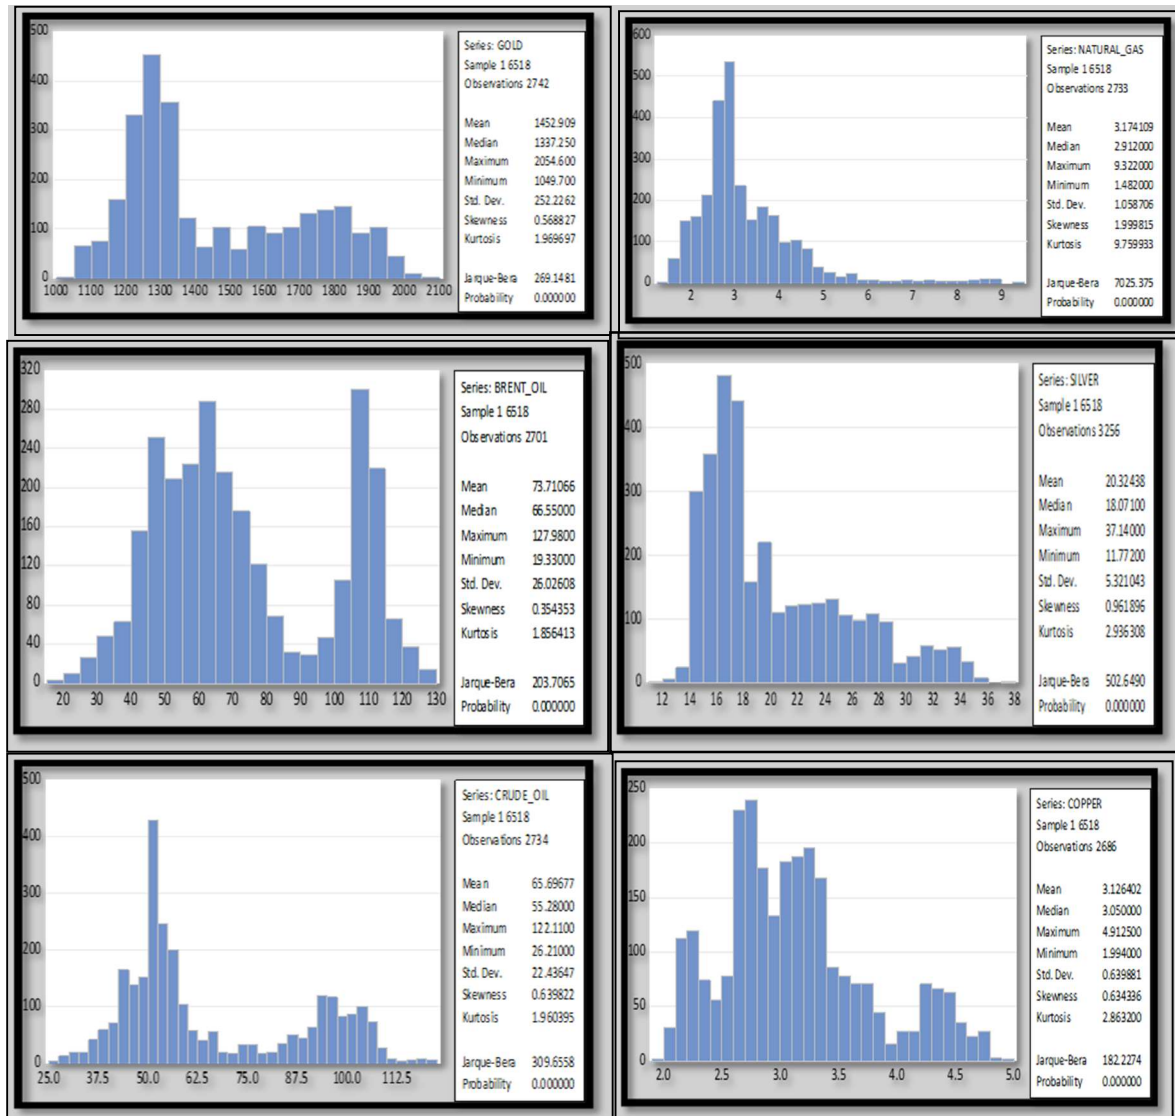 500
400
300
200
100
0
1000 1100 1200 1300 1400 1500 1600 1700 1800 1900 2000 2100
Series: GOLD
Sample 1 6518
Observations 2742
Mean 1452.909
Median 1337.250
Maximum 2054.600
Minimum 1049.700
Std. Dev. 252.2262
Skewness 0.568827
Kurtosis 1.969697
Jarque-Bera 269.1481
Probability 0.000000
600
500
400
300
200
100
0
2 3 4 5 6 7 8 9
Series: NATURAL_GAS
Sample 1 6518
Observations 2733
Mean 3.174109
Median 2.912000
Maximum 9.322000
Minimum 1.482000
Std. Dev. 1.058706
Skewness 1.999815
Kurtosis 9.759933
Jarque-Bera 7025.375
Probability 0.000000
320
280
240
200
160
120
80
40
0
20 30 40 50 60 70 80 90 100 110 120 130
Series: BRENT_OIL
Sample 1 6518
Observations 2701
Mean 73.71066
Median 66.55000
Maximum 127.9800
Minimum 19.33000
Std. Dev. 26.02608
Skewness 0.354353
Kurtosis 1.856413
Jarque-Bera 203.7065
Probability 0.000000
500
400
300
200
100
0
12 14 16 18 20 22 24 26 28 30 32 34 36 38
Series: SILVER
Sample 1 6518
Observations 3256
Mean 20.32438
Median 18.07100
Maximum 37.14000
Minimum 11.77200
Std. Dev. 5.321043
Skewness 0.961896
Kurtosis 2.936308
Jarque-Bera 502.6490
Probability 0.000000
500
400
300
200
100
0
25.0 37.5 50.0 62.5 75.0 87.5 100.0 112.5
Series: CRUDE_OIL
Sample 1 6518
Observations 2734
Mean 65.69677
Median 55.28000
Maximum 122.1100
Minimum 26.21000
Std. Dev. 22.43647
Skewness 0.639822
Kurtosis 1.960395
Jarque-Bera 309.6558
Probability 0.000000
250
200
150
100
50
0
2.0 2.5 3.0 3.5 4.0 4.5 5.0
Series: COPPER
Sample 1 6518
Observations 2686
Mean 3.126402
Median 3.050000
Maximum 4.912500
Minimum 1.994000
Std. Dev. 0.639881
Skewness 0.634336
Kurtosis 2.863200
Jarque-Bera 182.2274
Probability 0.000000